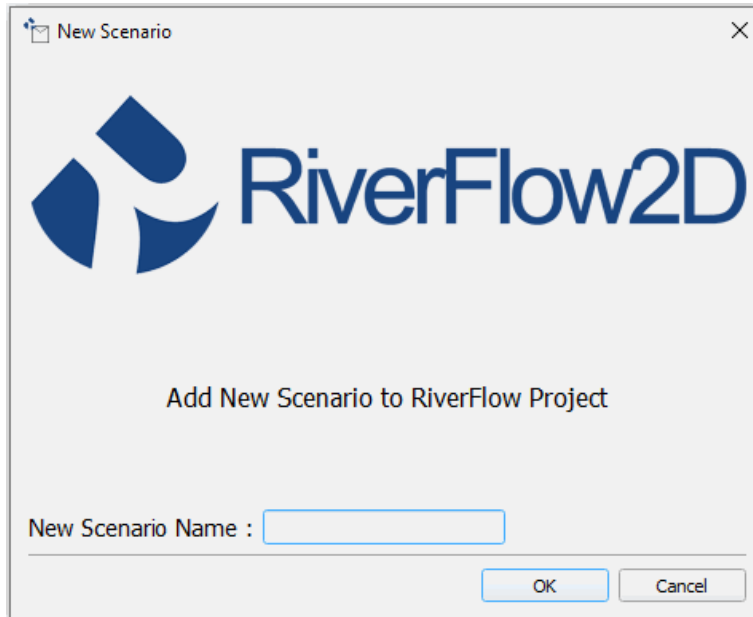 New Scenario
RiverFlow2D
Add New Scenario to RiverFlow Project
New Scenario Name :
OK Cancel